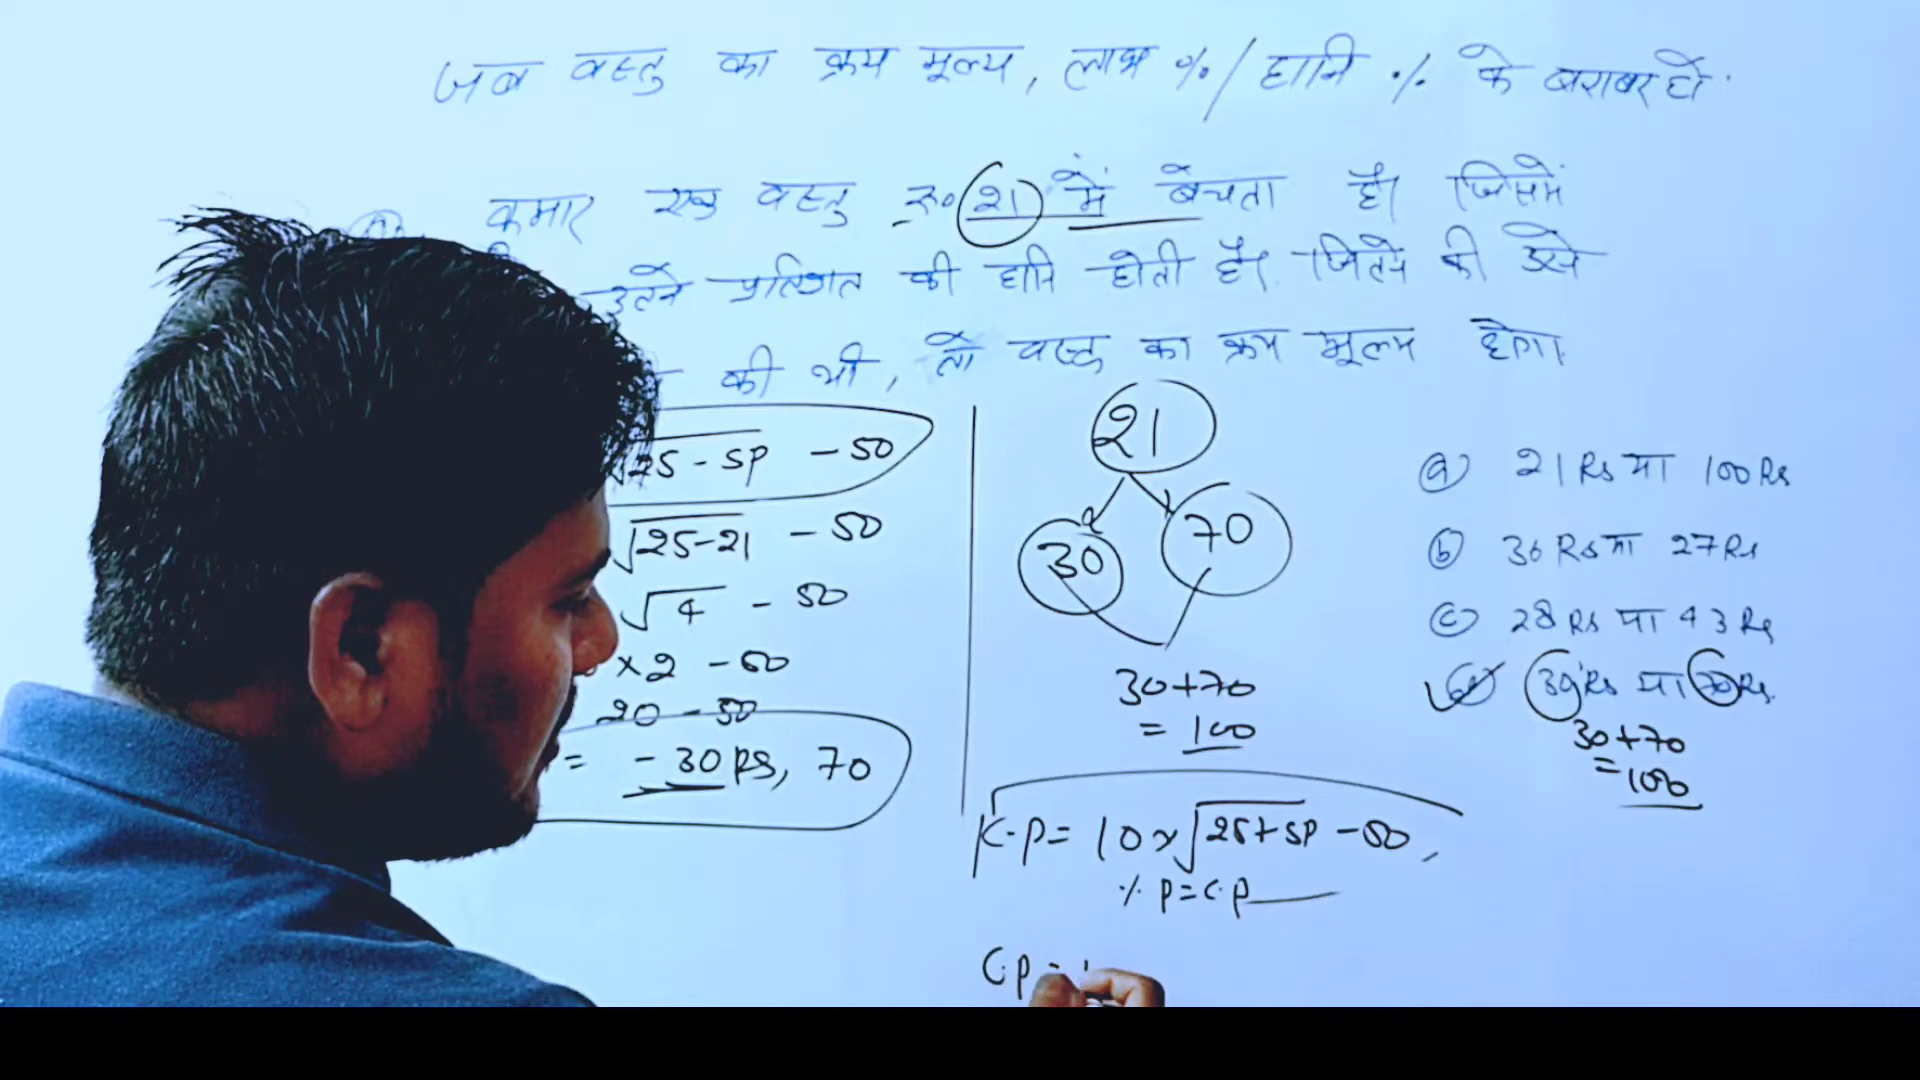 जब वस्तु का क्रय मूल्य, लाभ %/हानि % के बराबर हो.
कुमार एक वस्तु रु० 21 में बेचता है। जिसमें
उतने प्रतिशत की हानि होती है। जितने की उसने
की थी, तो वस्तु का क्रय मूल्य होगा।
√25-SP - 50
√25-21 - 50
√4 - 50
×2 - 50
20 - 50
= -30 RS, 70
21
30 70
30+70
= 100
(a) 21 Rs या 100 Rs
(b) 36 Rs या 27 Rs
(c) 28 Rs या 43 Rs
30 Rs या 70 Rs.
30+70
= 100
C.P = 10 × √25+SP - 50,
% P = C.P
C.P =